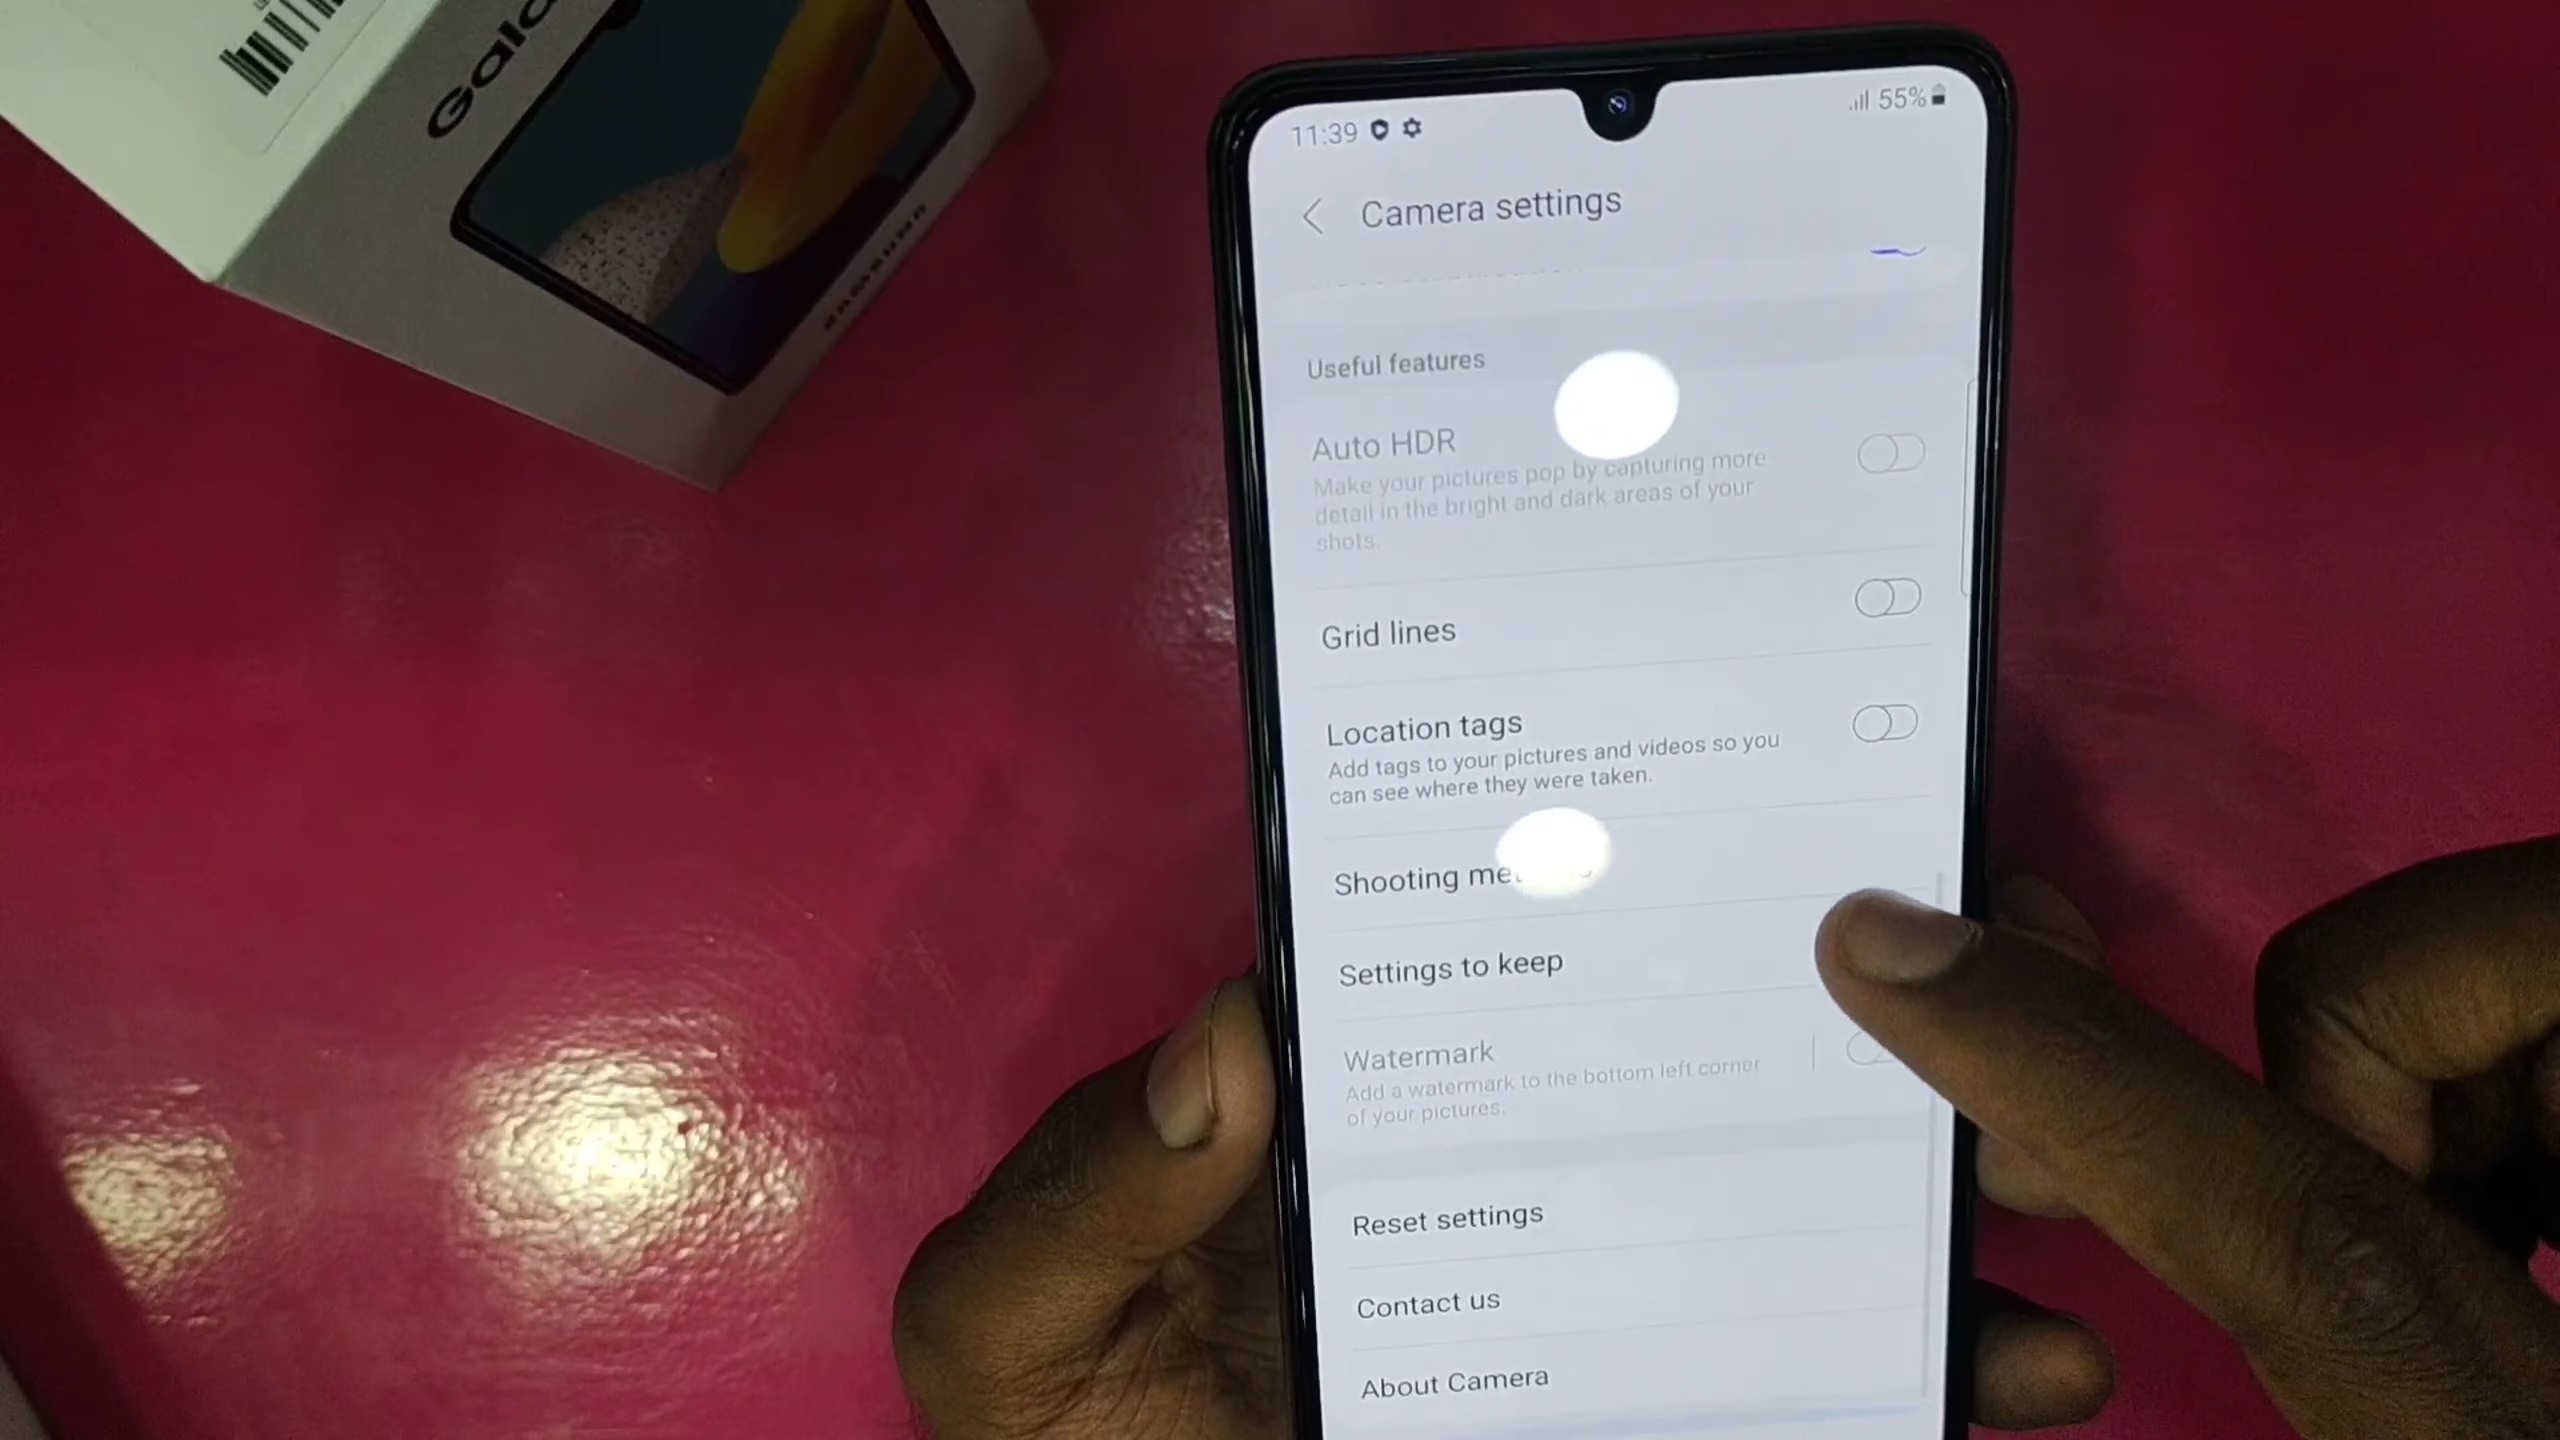 SAMSUNG
11:39
55%
Camera settings
Useful features
Auto HDR
Make your pictures pop by capturing more
detail in the bright and dark areas of your
shots.
Grid lines
Location tags
Add tags to your pictures and videos so you
can see where they were taken.
Shooting
Settings to keep
Watermark
Add a watermark to the bottom left corner
of your pictures.
Reset settings
Contact us
About Camera